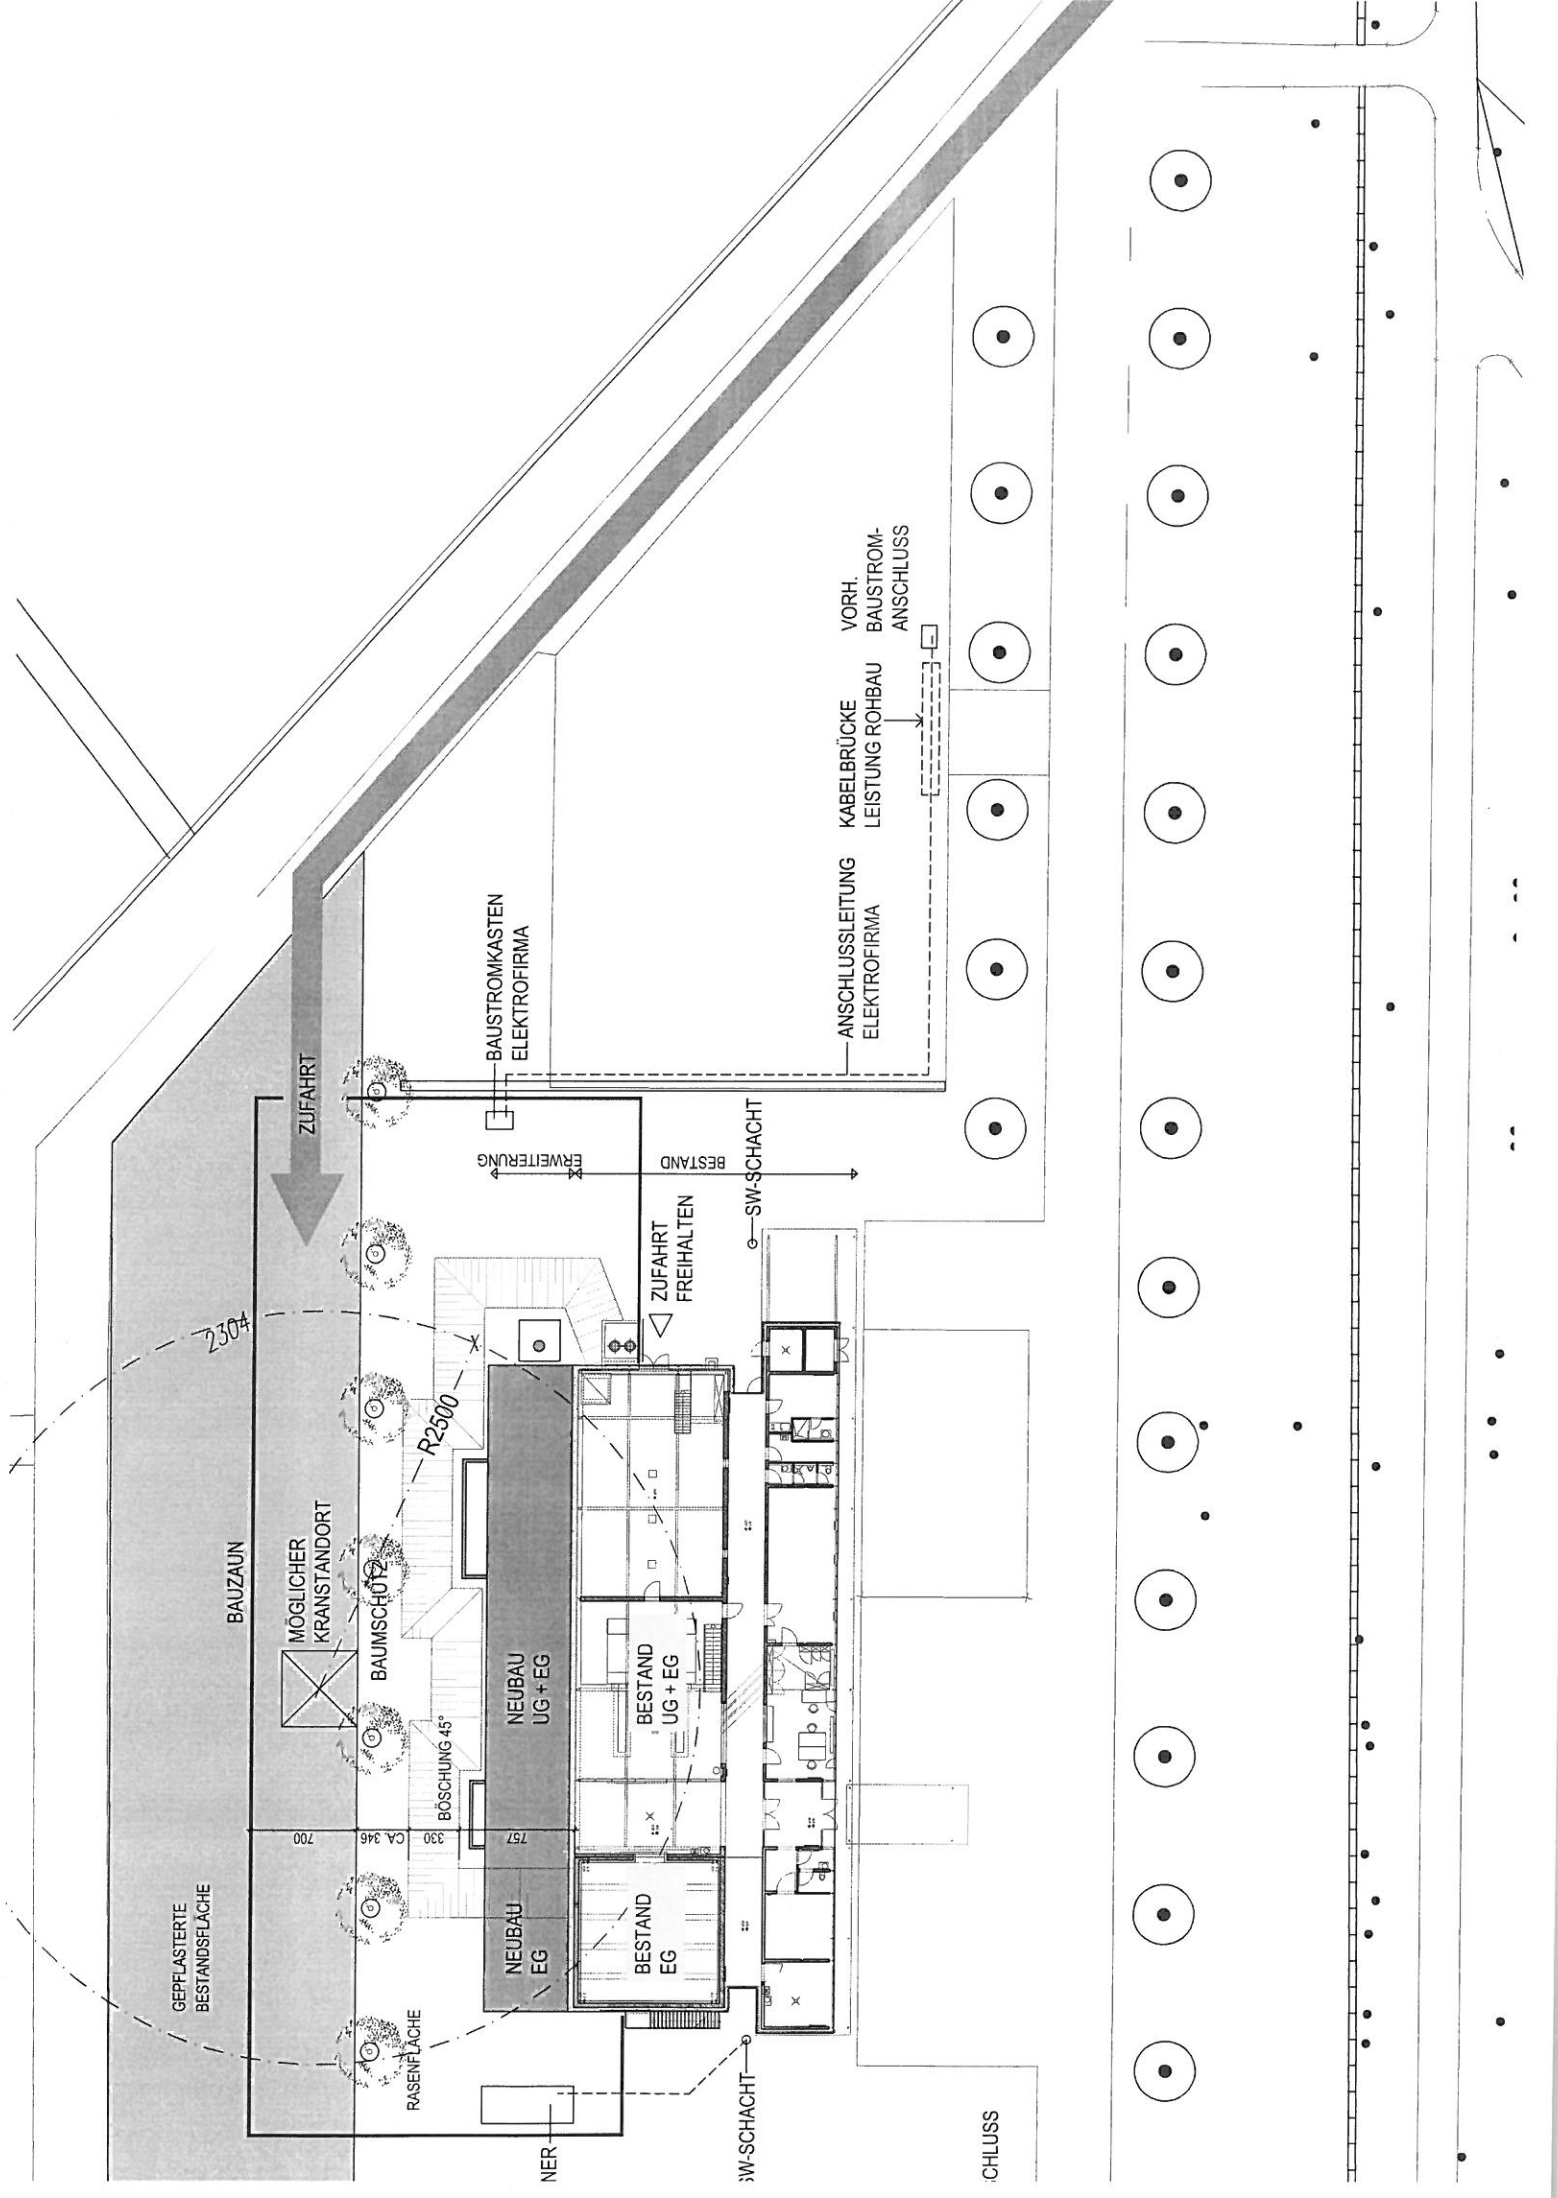 GEPFLASTERTE
BESTANDSFLÄCHE
BAUZAUN
MÖGLICHER
KRANSTANDORT
2304
ZUFAHRT
BAUMSCHUTZ
R2500
RASENFLÄCHE
BÖSCHUNG 45°
700
CA. 346
330
757
BAUSTROMKASTEN
ELEKTROFIRMA
ERWEITERUNG
BESTAND
NEUBAU
EG
NEUBAU
UG + EG
BESTAND
EG
BESTAND
UG + EG
ZUFAHRT
FREIHALTEN
SW-SCHACHT
ANSCHLUSSLEITUNG
ELEKTROFIRMA
KABELBRÜCKE
LEISTUNG ROHBAU
VORH.
BAUSTROM-
ANSCHLUSS
NER
SW-SCHACHT
CHLUSS